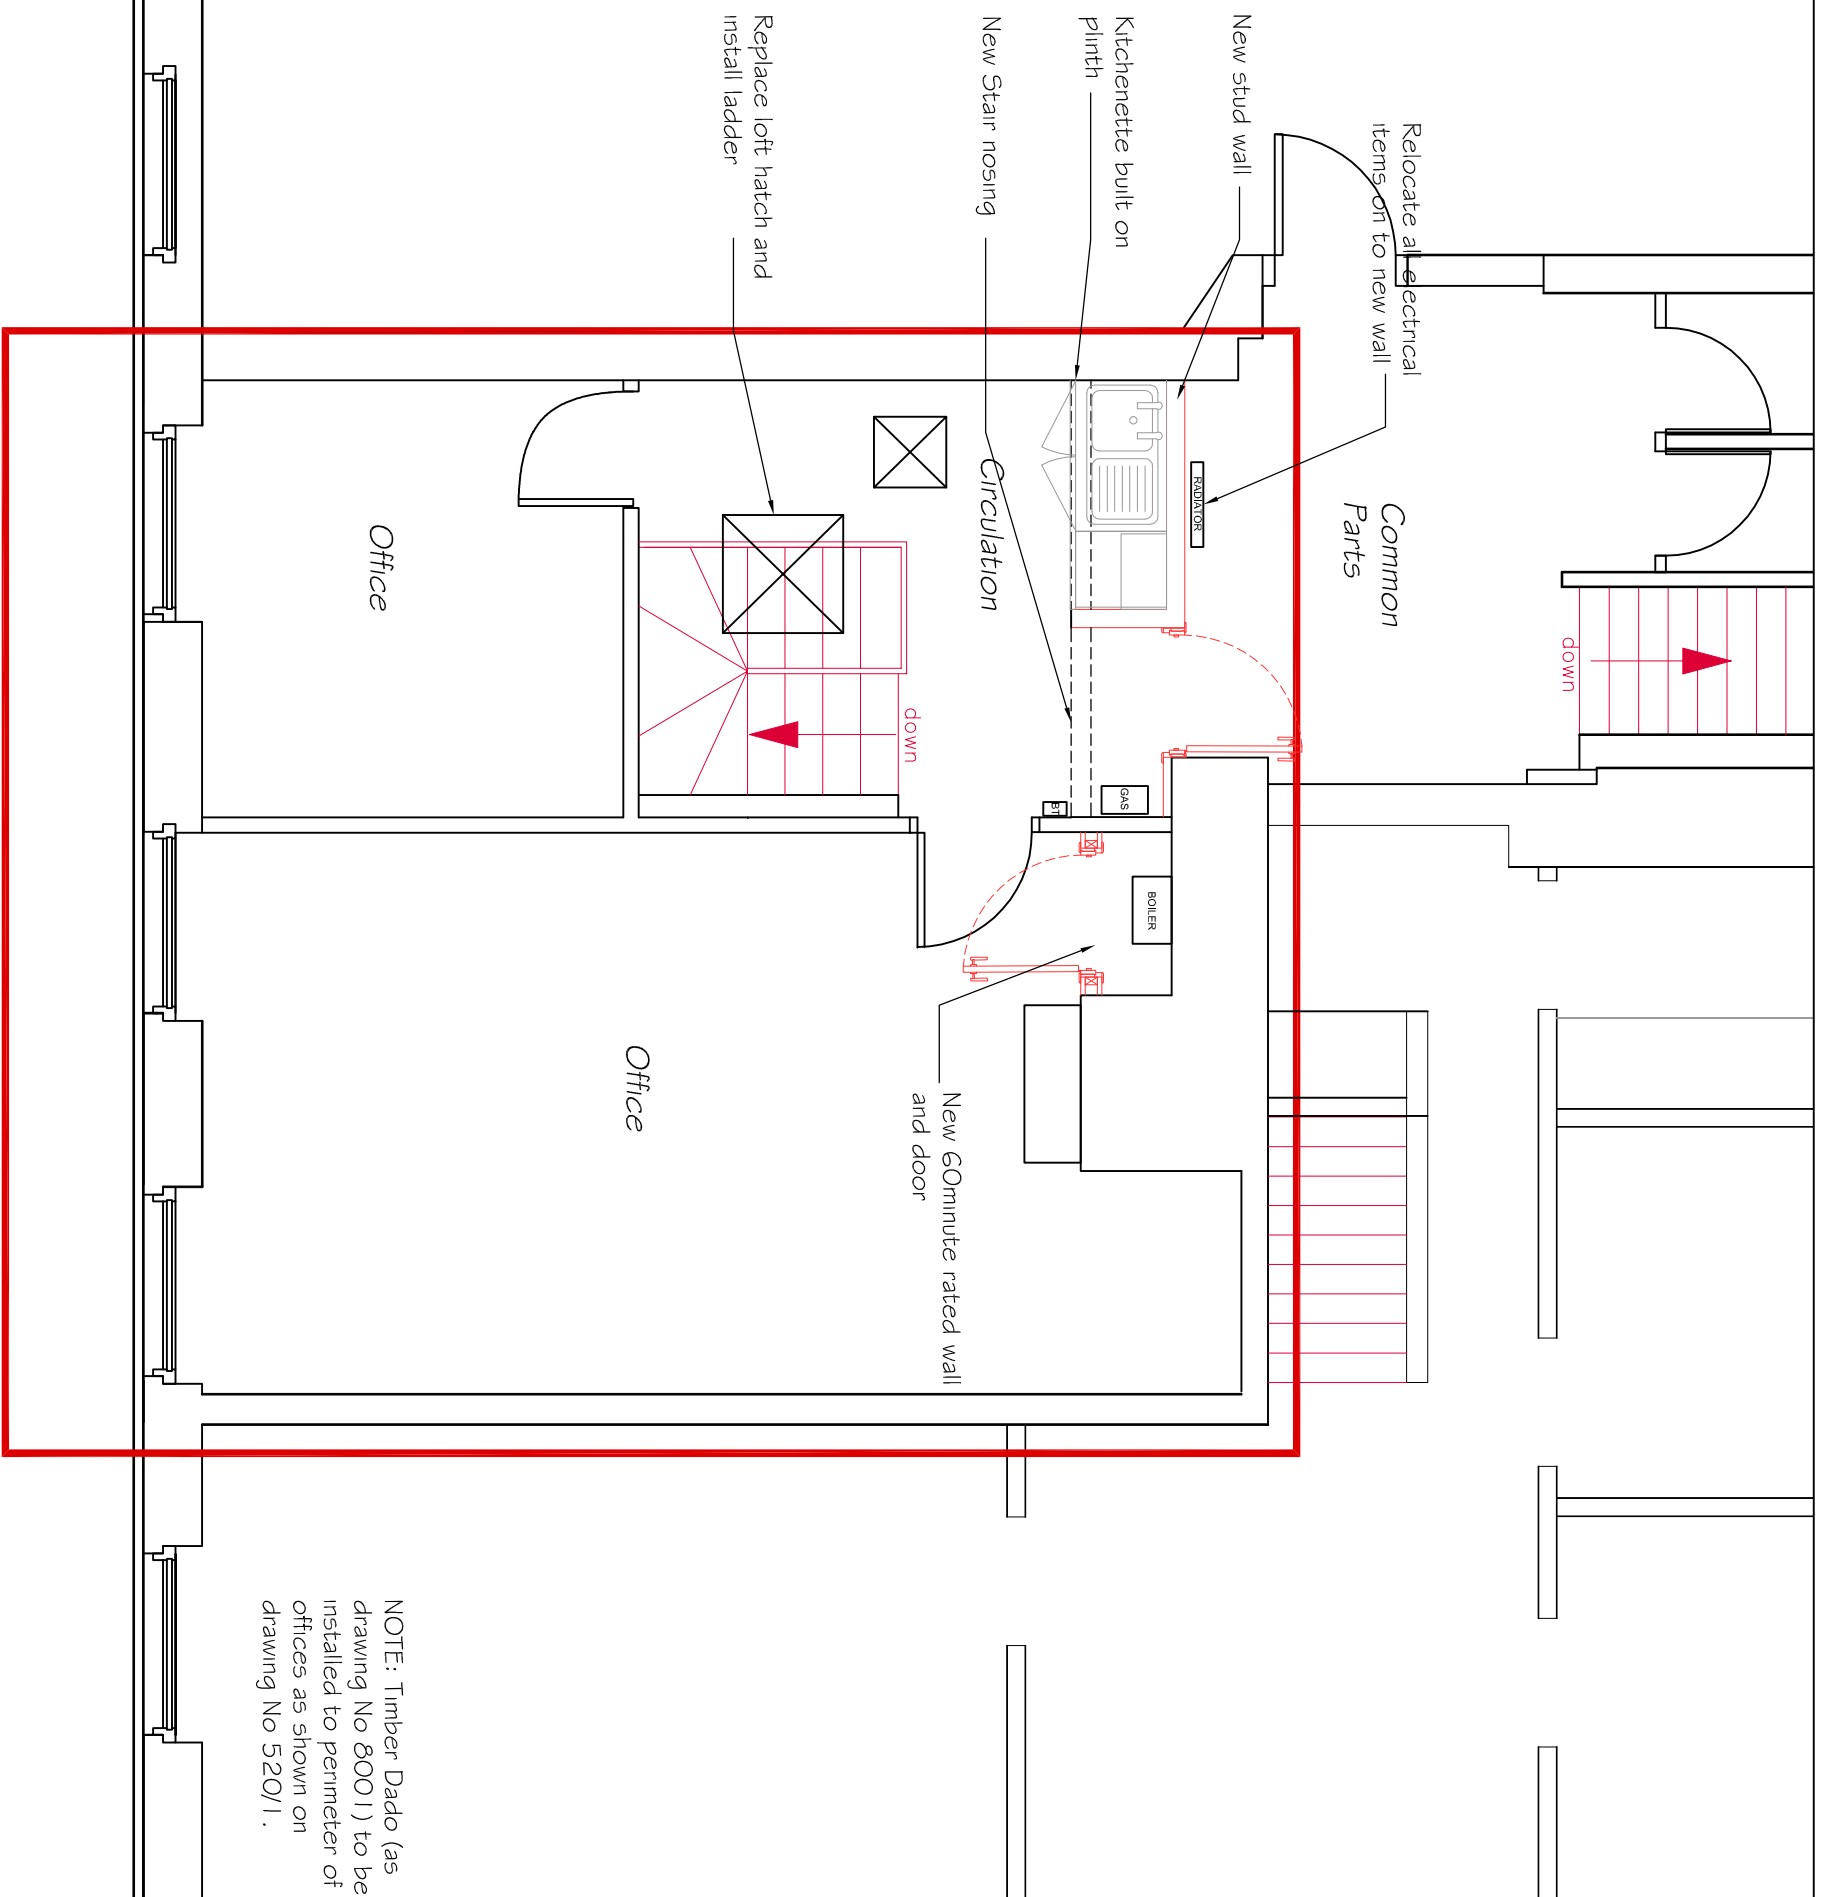 Relocate all electrical
items on to new wall
New stud wall
Kitchenette built on
plinth
New Stair nosing
Replace loft hatch and
install ladder
Common
Parts
down
RADIATOR
Circulation
Office
down
GAS
BT
BOILER
Office
New 60minute rated wall
and door
NOTE: Timber Dado (as
drawing No 8001) to be
installed to perimeter of
offices as shown on
drawing No 520/1.